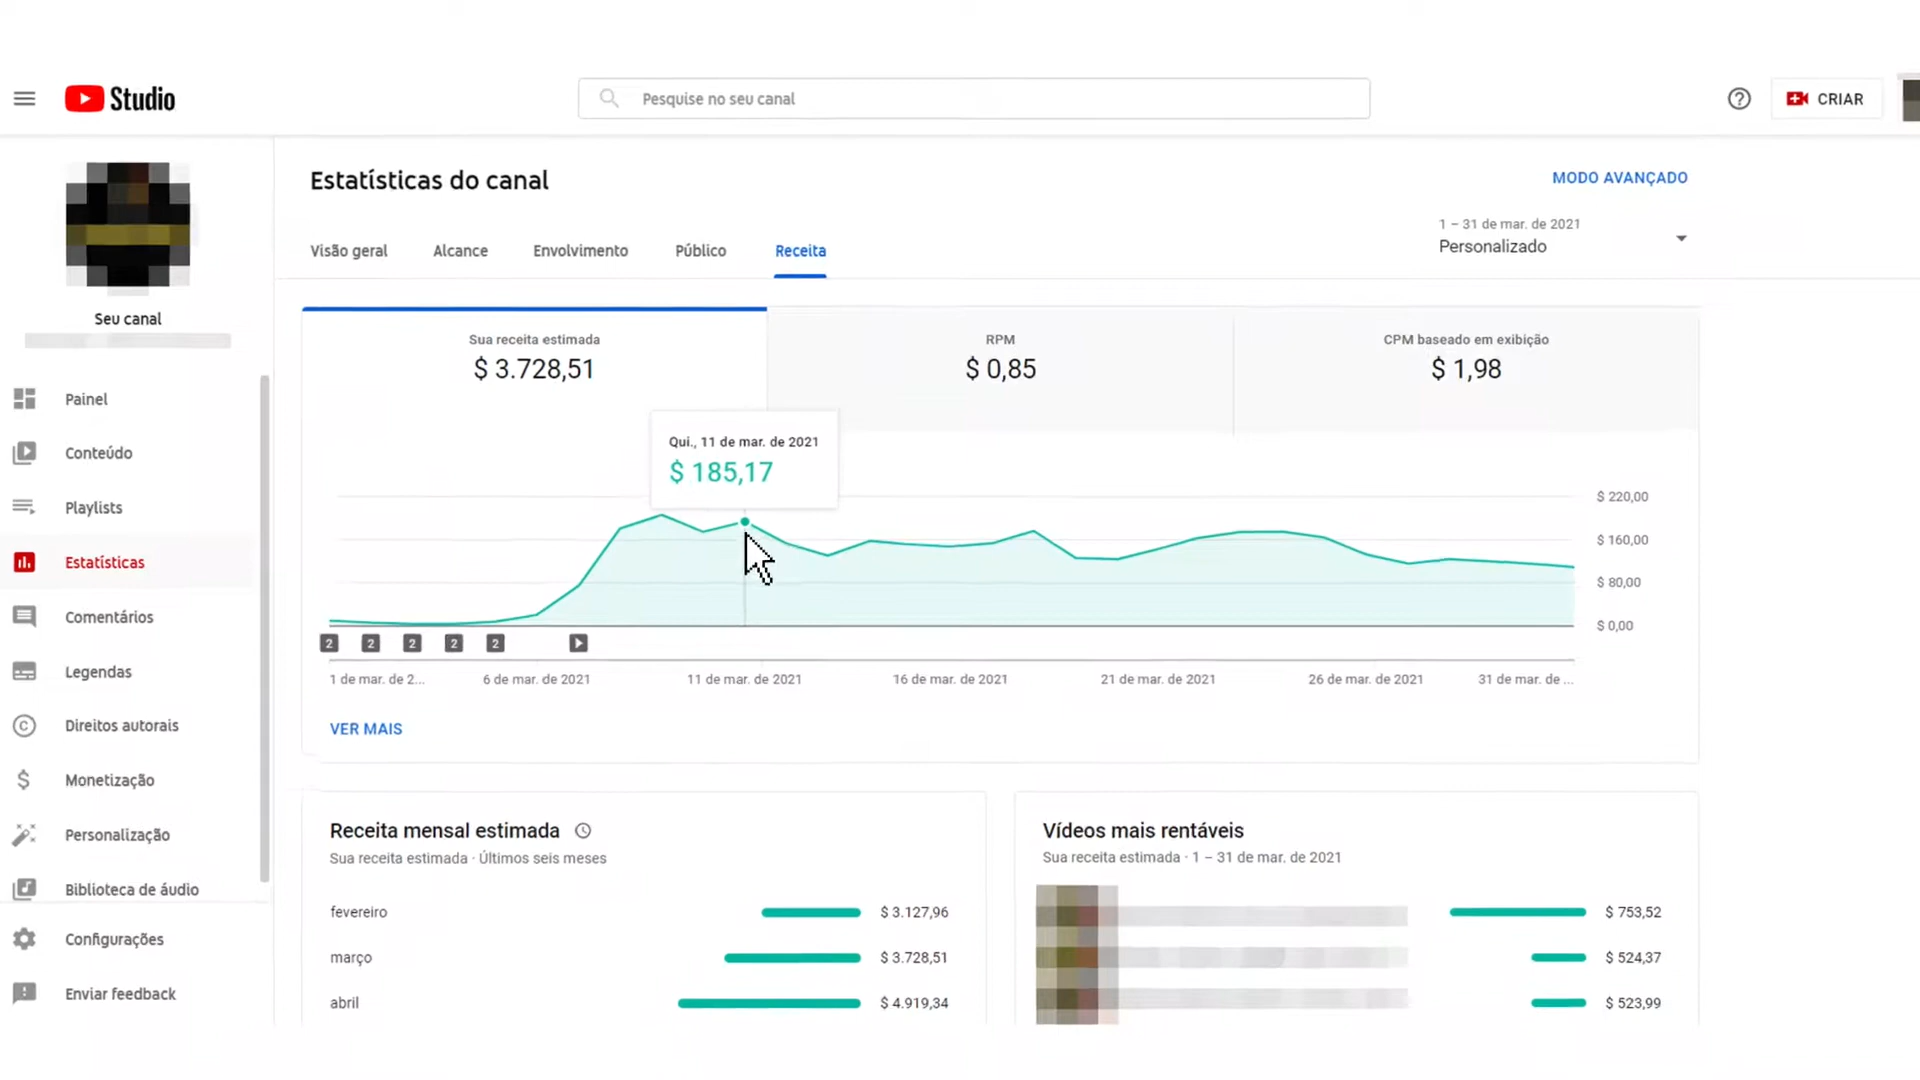 Studio
Pesquise no seu canal
CRIAR
Seu canal
Painel
Conteúdo
Playlists
Estatísticas
Comentários
Legendas
Direitos autorais
Monetização
Personalização
Biblioteca de áudio
Configurações
Enviar feedback
Estatísticas do canal
MODO AVANÇADO
Visão geral
Alcance
Envolvimento
Público
Receita
1 – 31 de mar. de 2021
Personalizado
Sua receita estimada
$ 3.728,51
RPM
$ 0,85
CPM baseado em exibição
$ 1,98
Qui., 11 de mar. de 2021
$ 185,17
$ 220,00
$ 160,00
$ 80,00
$ 0,00
2 2 2 2 2
1 de mar. de 2... 6 de mar. de 2021 11 de mar. de 2021 16 de mar. de 2021 21 de mar. de 2021 26 de mar. de 2021 31 de mar. de ...
VER MAIS
Receita mensal estimada
Sua receita estimada · Últimos seis meses
fevereiro $ 3.127,96
março $ 3.728,51
abril $ 4.919,34
Vídeos mais rentáveis
Sua receita estimada · 1 – 31 de mar. de 2021
$ 753,52
$ 524,37
$ 523,99